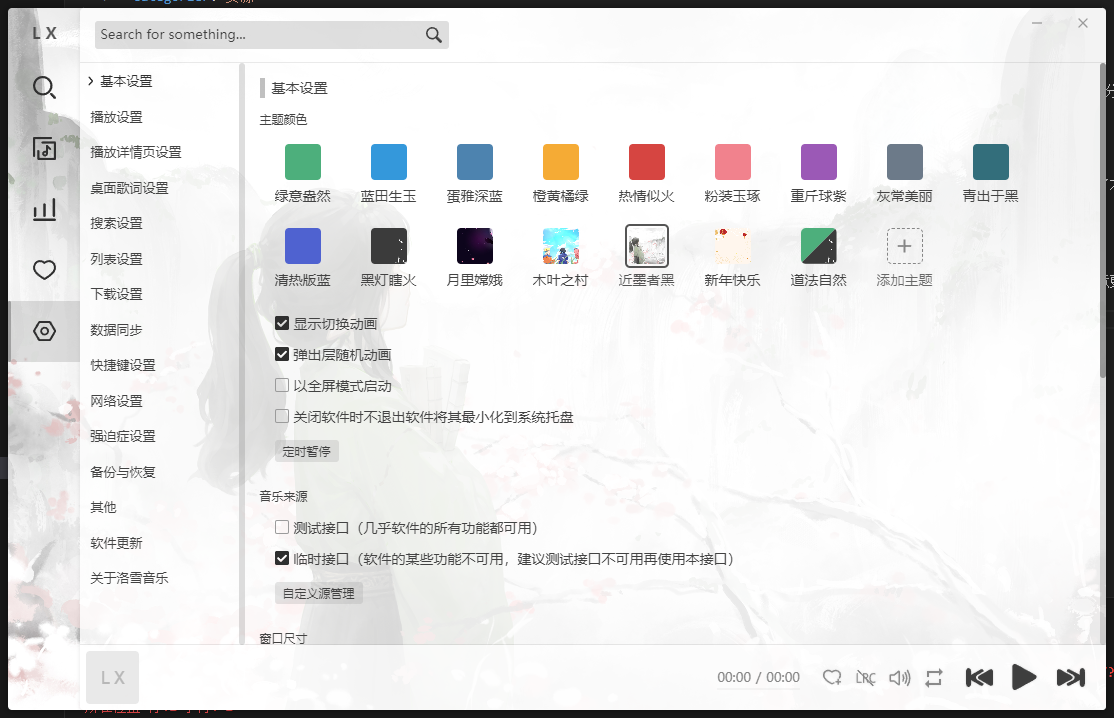 LX
Search for something...
基本设置
播放设置
播放详情页设置
桌面歌词设置
搜索设置
列表设置
下载设置
数据同步
快捷键设置
网络设置
强迫症设置
备份与恢复
其他
软件更新
关于洛雪音乐
基本设置
主题颜色
绿意盎然 蓝田生玉 蛋雅深蓝 橙黄橘绿 热情似火 粉装玉琢 重斤球紫 灰常美丽 青出于黑
清热版蓝 黑灯瞎火 月里嫦娥 木叶之村 近墨者黑 新年快乐 道法自然 添加主题
显示切换动画
弹出层随机动画
以全屏模式启动
关闭软件时不退出软件将其最小化到系统托盘
定时暂停
音乐来源
测试接口（几乎软件的所有功能都可用）
临时接口（软件的某些功能不可用，建议测试接口不可用再使用本接口）
自定义源管理
窗口尺寸
LX
00:00 / 00:00
LRC